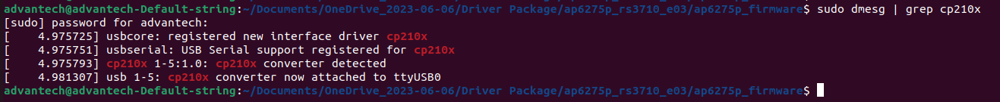 advantech@advantech-Default-string:~/Documents/OneDrive_2023-06-06/Driver Package/ap6275p_rs3710_e03/ap6275p_firmware$ sudo dmesg | grep cp210x
[sudo] password for advantech:
[    4.975725] usbcore: registered new interface driver cp210x
[    4.975751] usbserial: USB Serial support registered for cp210x
[    4.975793] cp210x 1-5:1.0: cp210x converter detected
[    4.981307] usb 1-5: cp210x converter now attached to ttyUSB0
advantech@advantech-Default-string:~/Documents/OneDrive_2023-06-06/Driver Package/ap6275p_rs3710_e03/ap6275p_firmware$